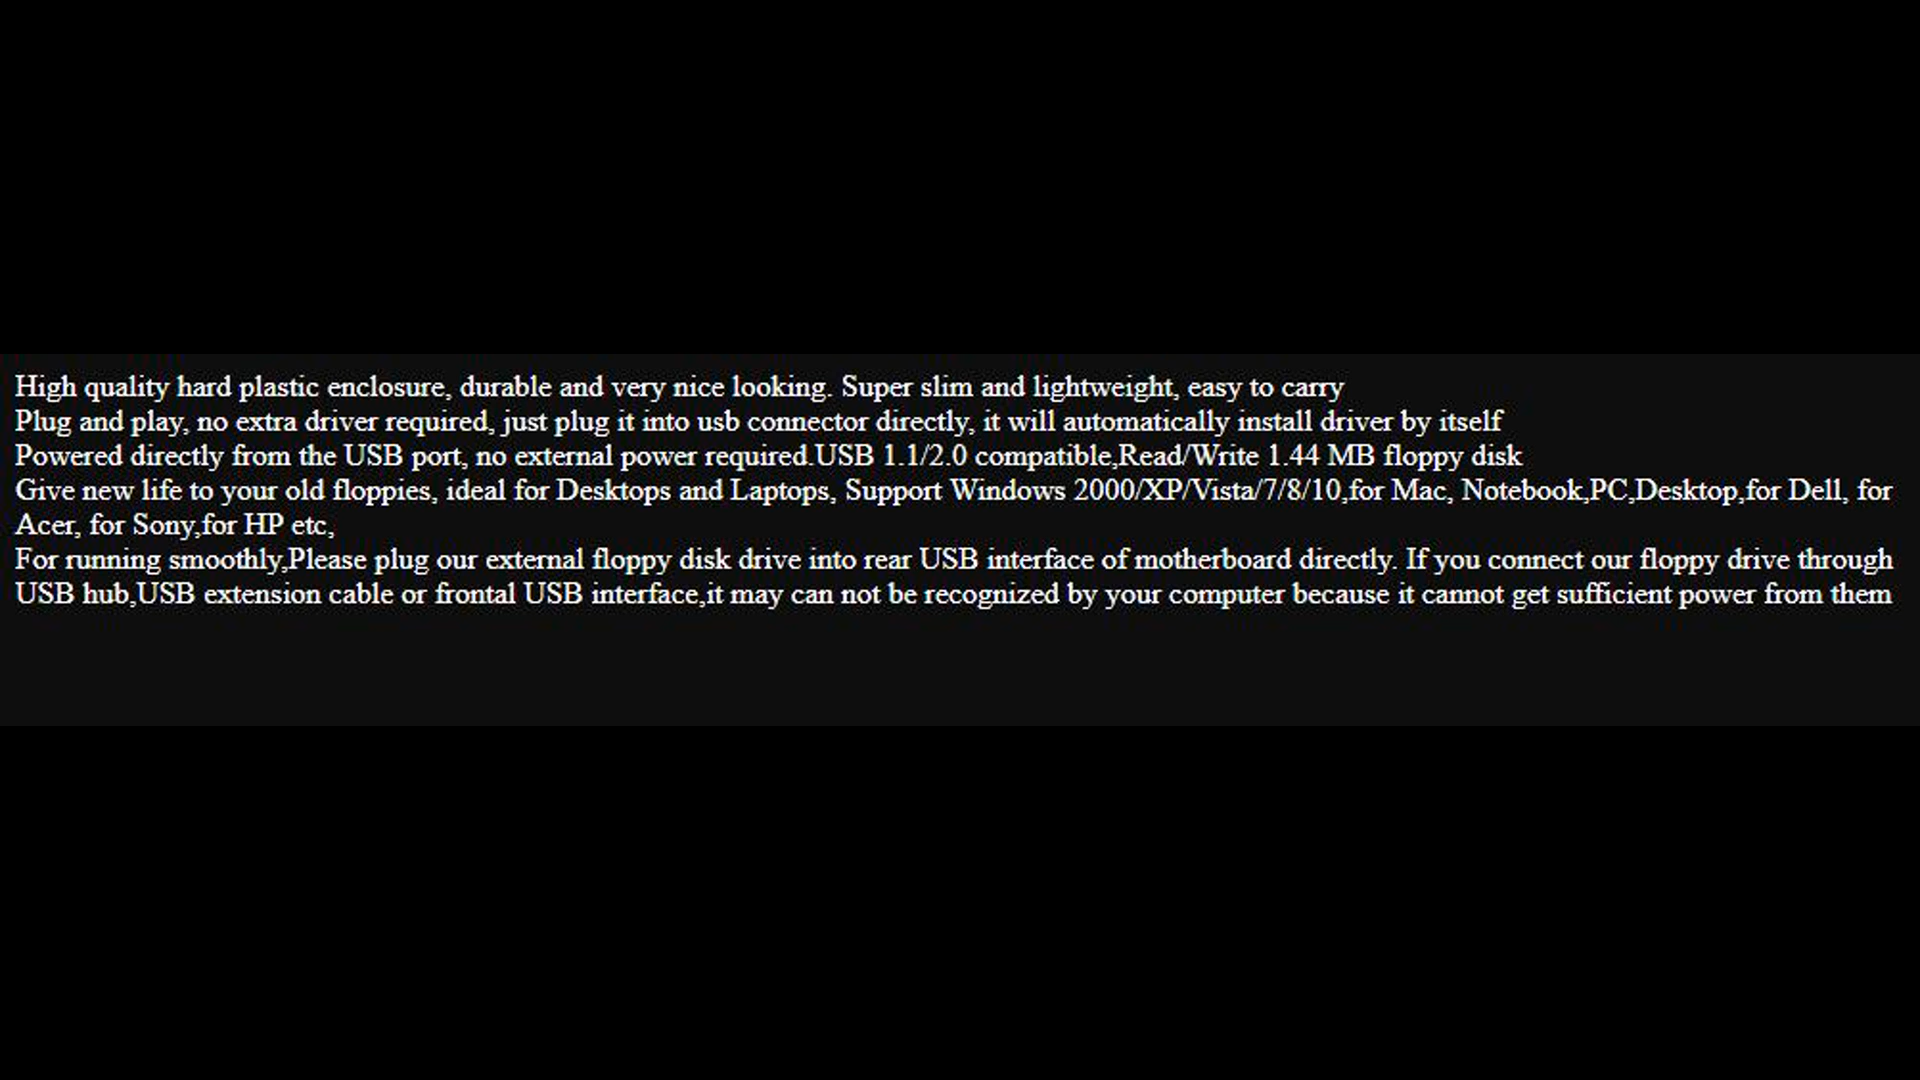 High quality hard plastic enclosure, durable and very nice looking. Super slim and lightweight, easy to carry
Plug and play, no extra driver required, just plug it into usb connector directly, it will automatically install driver by itself
Powered directly from the USB port, no external power required.USB 1.1/2.0 compatible,Read/Write 1.44 MB floppy disk
Give new life to your old floppies, ideal for Desktops and Laptops, Support Windows 2000/XP/Vista/7/8/10,for Mac, Notebook,PC,Desktop,for Dell, for
Acer, for Sony,for HP etc,
For running smoothly,Please plug our external floppy disk drive into rear USB interface of motherboard directly. If you connect our floppy drive through
USB hub,USB extension cable or frontal USB interface,it may can not be recognized by your computer because it cannot get sufficient power from them